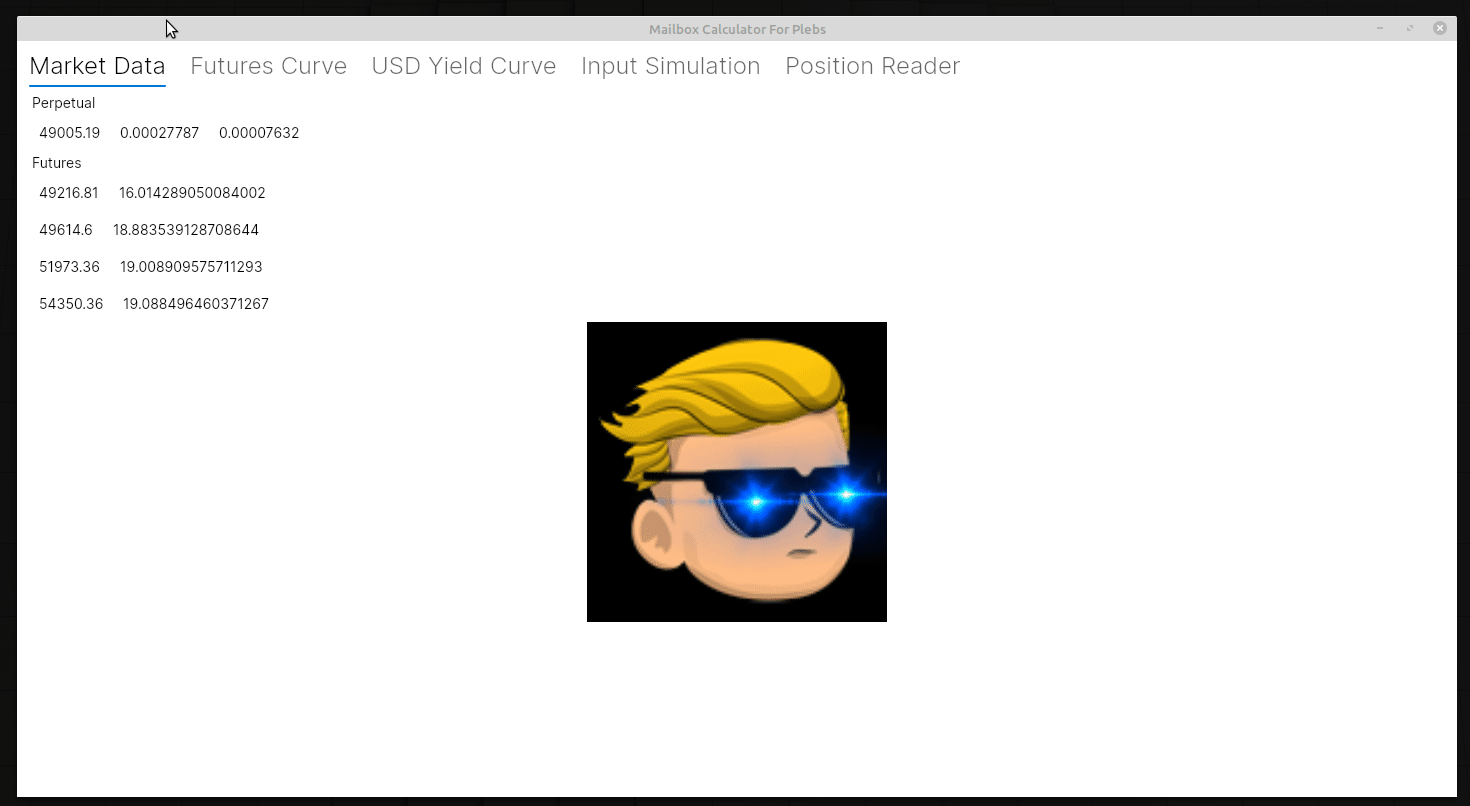 Mailbox Calculator For Plebs
Market Data Futures Curve USD Yield Curve Input Simulation Position Reader
Perpetual
49005.19 0.00027787 0.00007632
Futures
49216.81 16.014289050084002
49614.6 18.883539128708644
51973.36 19.008909575711293
54350.36 19.088496460371267